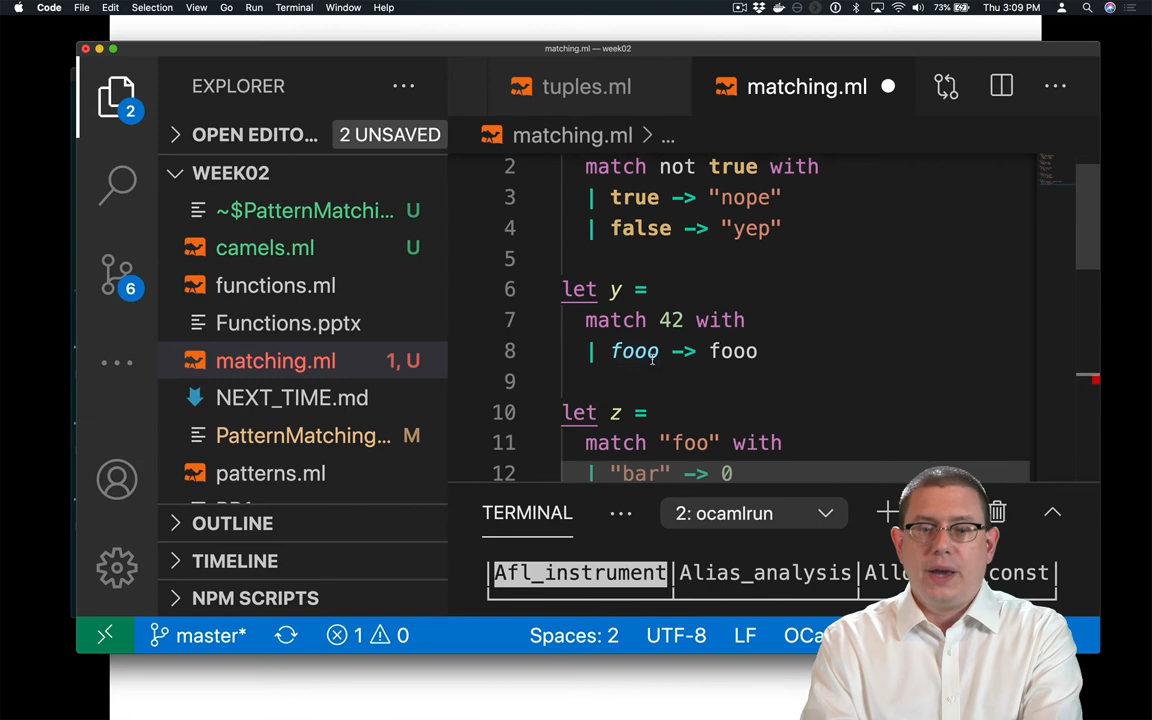 Code File Edit Selection View Go Run Terminal Window Help 73% Thu 3:09 PM
matching.ml — week02
EXPLORER
tuples.ml
matching.ml
OPEN EDITO... 2 UNSAVED
matching.ml > ...
WEEK02
~$PatternMatchi... U
camels.ml U
functions.ml
Functions.pptx
matching.ml 1, U
NEXT_TIME.md
PatternMatching... M
patterns.ml
OUTLINE
TIMELINE
NPM SCRIPTS
2
6
2 match not true with
3 | true -> "nope"
4 | false -> "yep"
5
6 let y =
7 match 42 with
8 | fooo -> fooo
9
10 let z =
11 match "foo" with
12 | "bar" -> 0
TERMINAL ... 2: ocamlrun
|Afl_instrument|Alias_analysis|All const|
master* 1 0 Spaces: 2 UTF-8 LF OCa